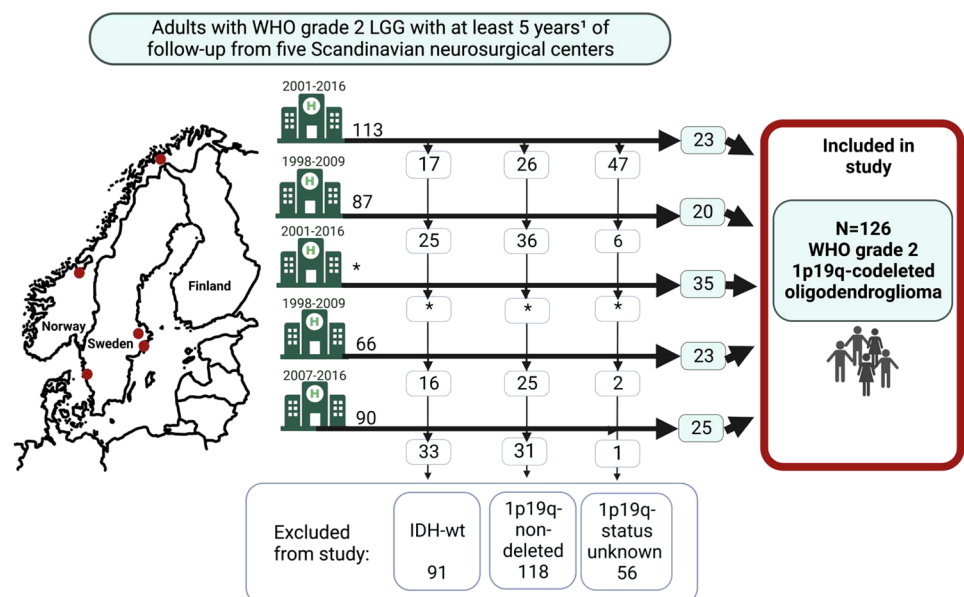 Adults with WHO grade 2 LGG with at least 5 years¹ of
follow-up from five Scandinavian neurosurgical centers
2001-2016
H
113
23
17
26
47
1998-2009
H
87
20
25
36
6
2001-2016
H
*
35
*
*
*
1998-2009
H
66
23
16
25
2
2007-2016
H
90
25
33
31
1
Norway
Sweden
Finland
Included in
study
N=126
WHO grade 2
1p19q-codeleted
oligodendroglioma
Excluded
from study:
IDH-wt
91
1p19q-
non-
deleted
118
1p19q-
status
unknown
56